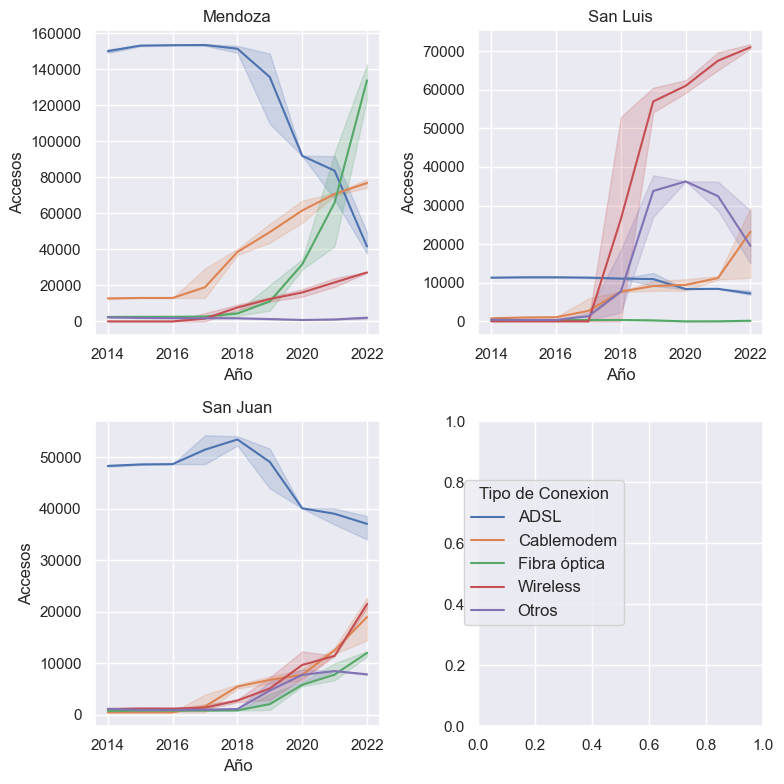 Mendoza
160000
140000
120000
100000
80000
60000
40000
20000
0
Accesos
2014 2016 2018 2020 2022
Año
San Luis
70000
60000
50000
40000
30000
20000
10000
0
Accesos
2014 2016 2018 2020 2022
Año
San Juan
50000
40000
30000
20000
10000
0
Accesos
2014 2016 2018 2020 2022
Año
1.0
0.8
0.6
0.4
0.2
0.0
Tipo de Conexion
ADSL
Cablemodem
Fibra óptica
Wireless
Otros
0.0 0.2 0.4 0.6 0.8 1.0